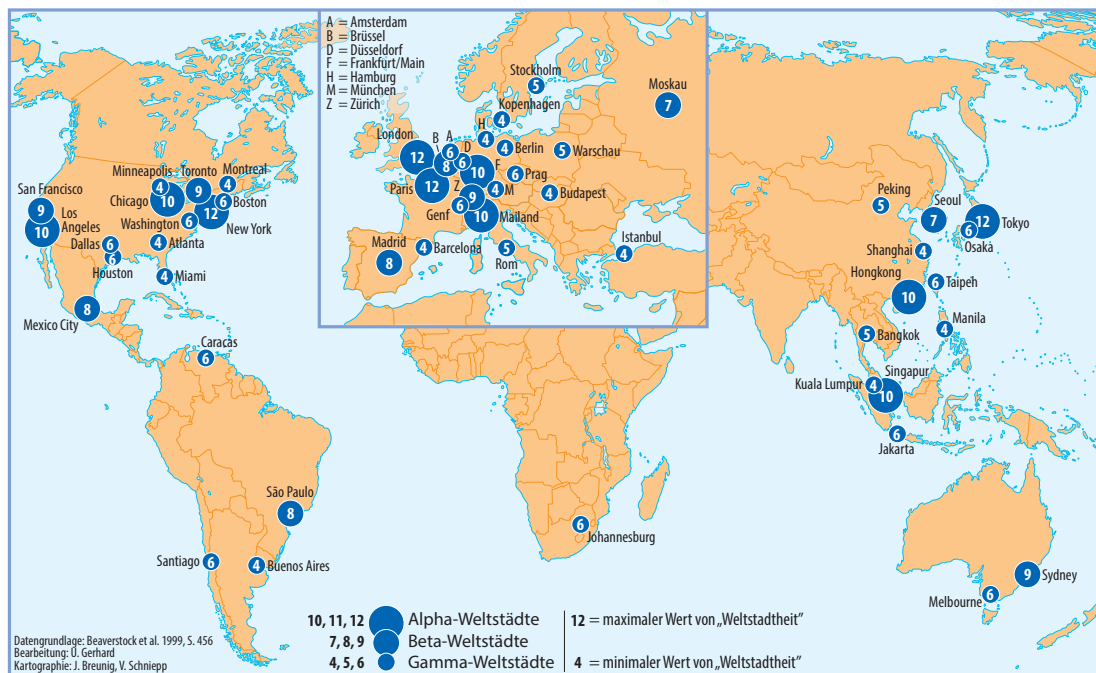 A = Amsterdam
B = Brüssel
D = Düsseldorf
F = Frankfurt/Main
H = Hamburg
M = München
Z = Zürich
Stockholm
5
Moskau
7
Kopenhagen
4
H
4
Berlin
4
Warschau
5
London
12
B
A
6
8
D
6
10
F
Prag
6
Paris
12
Z
9
M
4
Budapest
4
Genf
6
10
Mailand
Madrid
8
Barcelona
4
Rom
5
Istanbul
4
Minneapolis
4
Toronto
9
Montreal
4
San Francisco
9
Chicago
10
Boston
6
Los
Angeles
10
Washington
6
12
New York
Dallas
6
Atlanta
4
Houston
6
Miami
4
Mexico City
8
Caracas
6
São Paulo
8
Santiago
6
Buenos Aires
4
Johannesburg
6
Peking
5
Seoul
7
12
Tokyo
6
Osaka
Shanghai
4
Hongkong
10
Taipeh
6
Manila
4
Bangkok
5
Singapur
Kuala Lumpur
4
10
Jakarta
6
Sydney
9
Melbourne
6
10, 11, 12 Alpha-Weltstädte
7, 8, 9 Beta-Weltstädte
4, 5, 6 Gamma-Weltstädte
12 = maximaler Wert von „Weltstadtheit”
4 = minimaler Wert von „Weltstadtheit”
Datengrundlage: Beaverstock et al. 1999, S. 456
Bearbeitung: U. Gerhard
Kartographie: J. Breunig, V. Schniepp